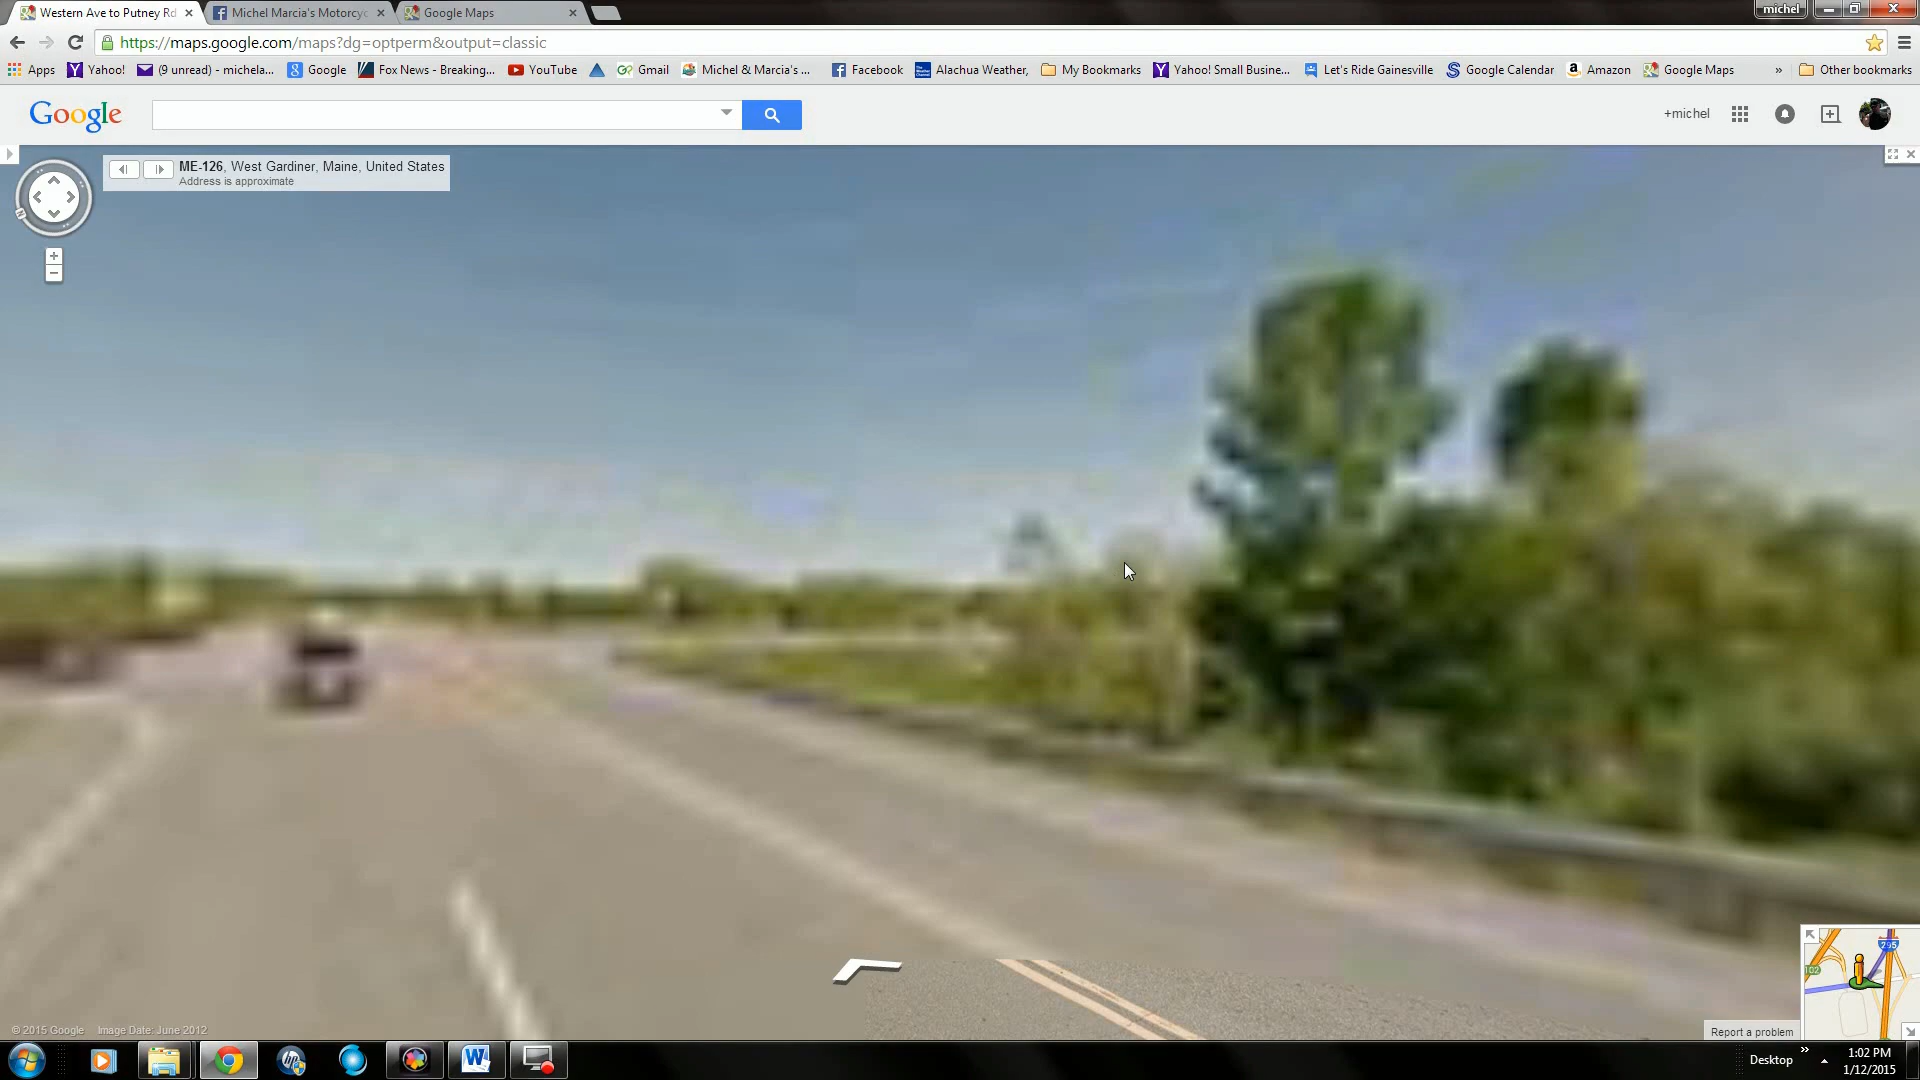 Western Ave to Putney Rd
Michel Marcia's Motorcyc
Google Maps
michel
https://maps.google.com/maps?dg=optperm&output=classic
Apps
Yahoo!
(9 unread) - michela...
Google
Fox News - Breaking...
YouTube
Gmail
Michel & Marcia's ...
Facebook
Alachua Weather,
My Bookmarks
Yahoo! Small Busine...
Let's Ride Gainesville
Google Calendar
Amazon
Google Maps
»
Other bookmarks
Google
+michel
ME-126, West Gardiner, Maine, United States
Address is approximate
295
102
© 2015 Google
Image Date: June 2012
Report a problem
Desktop
1:02 PM
1/12/2015